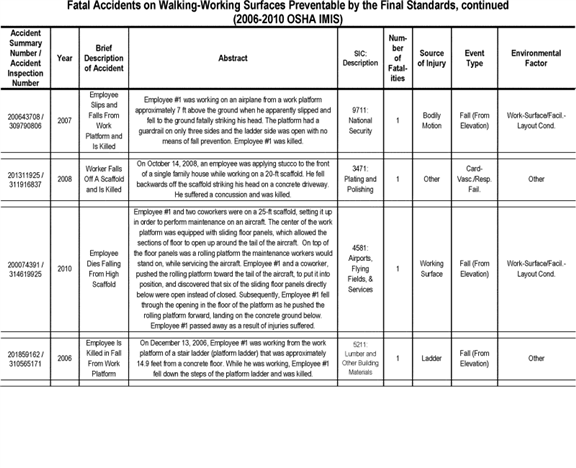 Fatal Accidents on Walking-Working Surfaces Preventable by the Final Standards, continued
(2006-2010 OSHA IMIS)
Accident
Summary
Number /
Accident
Inspection
Number
Year
Brief
Description
of Accident
Abstract
SIC:
Description
Num-
ber
of
Fatal-
ities
Source
of Injury
Event
Type
Environmental
Factor
200643708 /
309790806
2007
Employee
Slips and
Falls From
Work
Platform and
Is Killed
Employee #1 was working on an airplane from a work platform
approximately 7 ft above the ground when he apparently slipped and
fell to the ground fatally striking his head. The platform had a
guardrail on only three sides and the ladder side was open with no
means of fall prevention. Employee #1 was killed.
9711:
National
Security
1
Bodily
Motion
Fall (From
Elevation)
Work-Surface/Facil.-
Layout Cond.
201311925 /
311916837
2008
Worker Falls
Off A Scaffold
and Is Killed
On October 14, 2008, an employee was applying stucco to the front
of a single family house while working on a 20-ft scaffold. He fell
backwards off the scaffold striking his head on a concrete driveway.
He suffered a concussion and was killed.
3471:
Plating and
Polishing
1
Other
Card-
Vasc./Resp.
Fail.
Other
200074391 /
314619925
2010
Employee
Dies Falling
From High
Scaffold
Employee #1 and two coworkers were on a 25-ft scaffold, setting it up
in order to perform maintenance on an aircraft. The center of the work
platform was equipped with sliding floor panels, which allowed the
sections of floor to open up around the tail of the aircraft. On top of
the floor panels was a rolling platform the maintenance workers would
stand on, while servicing the aircraft. Employee #1 and a coworker,
pushed the rolling platform toward the tail of the aircraft, to put it into
position, and discovered that six of the sliding floor panels directly
below were open instead of closed. Subsequently, Employee #1 fell
through the opening in the floor of the platform as he pushed the
rolling platform forward, landing on the concrete ground below.
Employee #1 passed away as a result of injuries suffered.
4581:
Airports,
Flying
Fields, &
Services
1
Working
Surface
Fall (From
Elevation)
Work-Surface/Facil.-
Layout Cond.
201859162 /
310565171
2006
Employee Is
Killed in Fall
From Work
Platform
On December 13, 2006, Employee #1 was working from the work
platform of a stair ladder (platform ladder) that was approximately
14.9 feet from a concrete floor. While he was working, Employee #1
fell down the steps of the platform ladder and was killed.
5211:
Lumber and
Other Building
Materials
1
Ladder
Fall (From
Elevation)
Other